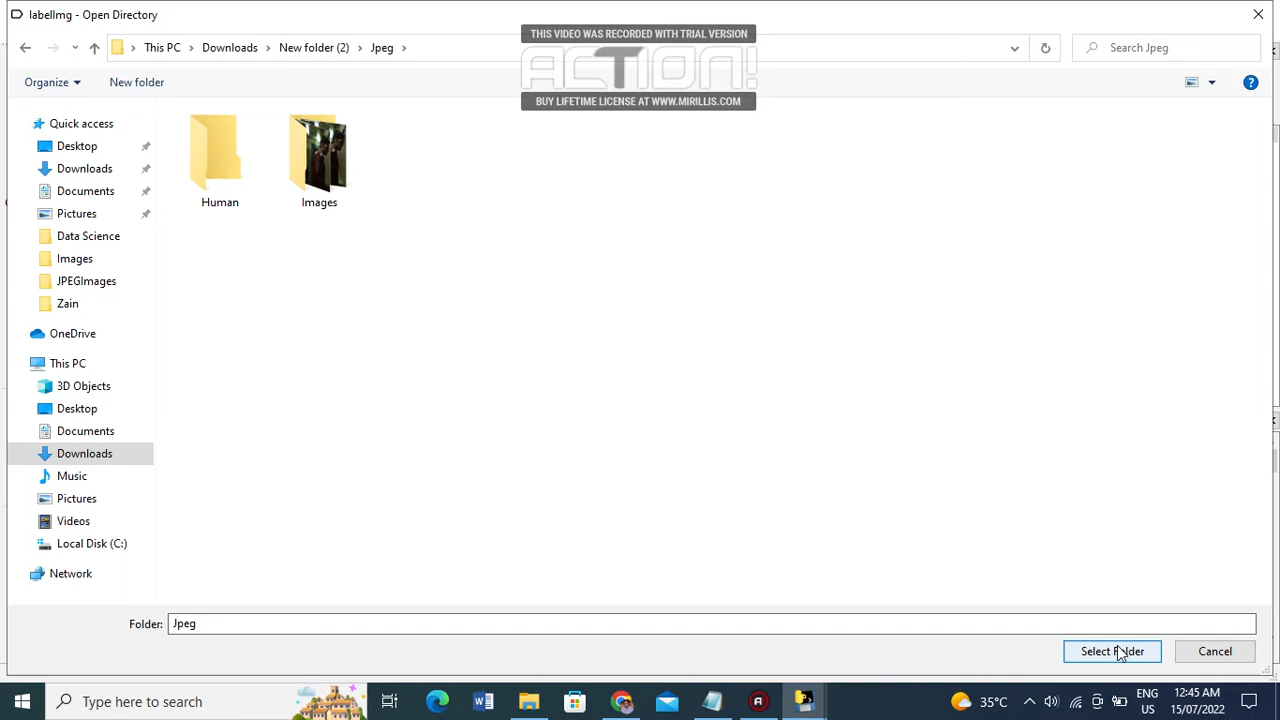 labelImg - Open Directory
THIS VIDEO WAS RECORDED WITH TRIAL VERSION
ACTION!
BUY LIFETIME LICENSE AT WWW.MIRILLIS.COM
This PC > Downloads > New folder (2) > Jpeg >
Search Jpeg
Organize
New folder
Quick access
Desktop
Downloads
Documents
Pictures
Data Science
Images
JPEGImages
Zain
OneDrive
This PC
3D Objects
Desktop
Documents
Downloads
Music
Pictures
Videos
Local Disk (C:)
Network
Human
Images
Folder: Jpeg
Select Folder
Cancel
Type here to search
35°C
ENG
US
12:45 AM
15/07/2022